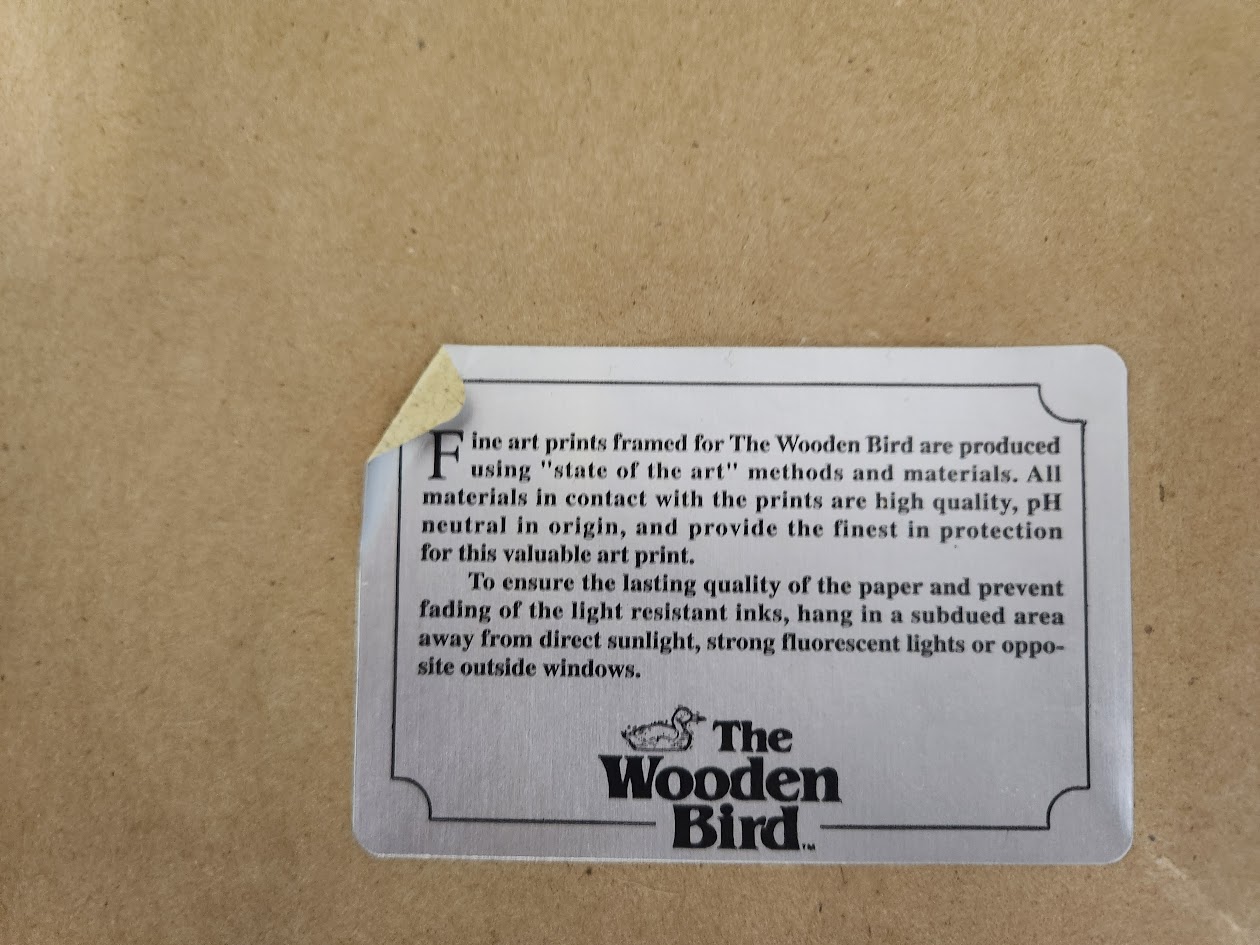 Fine art prints framed for The Wooden Bird are produced
using "state of the art" methods and materials. All
materials in contact with the prints are high quality, pH
neutral in origin, and provide the finest in protection
for this valuable art print.
To ensure the lasting quality of the paper and prevent
fading of the light resistant inks, hang in a subdued area
away from direct sunlight, strong fluorescent lights or oppo-
site outside windows.
The
Wooden
Bird™